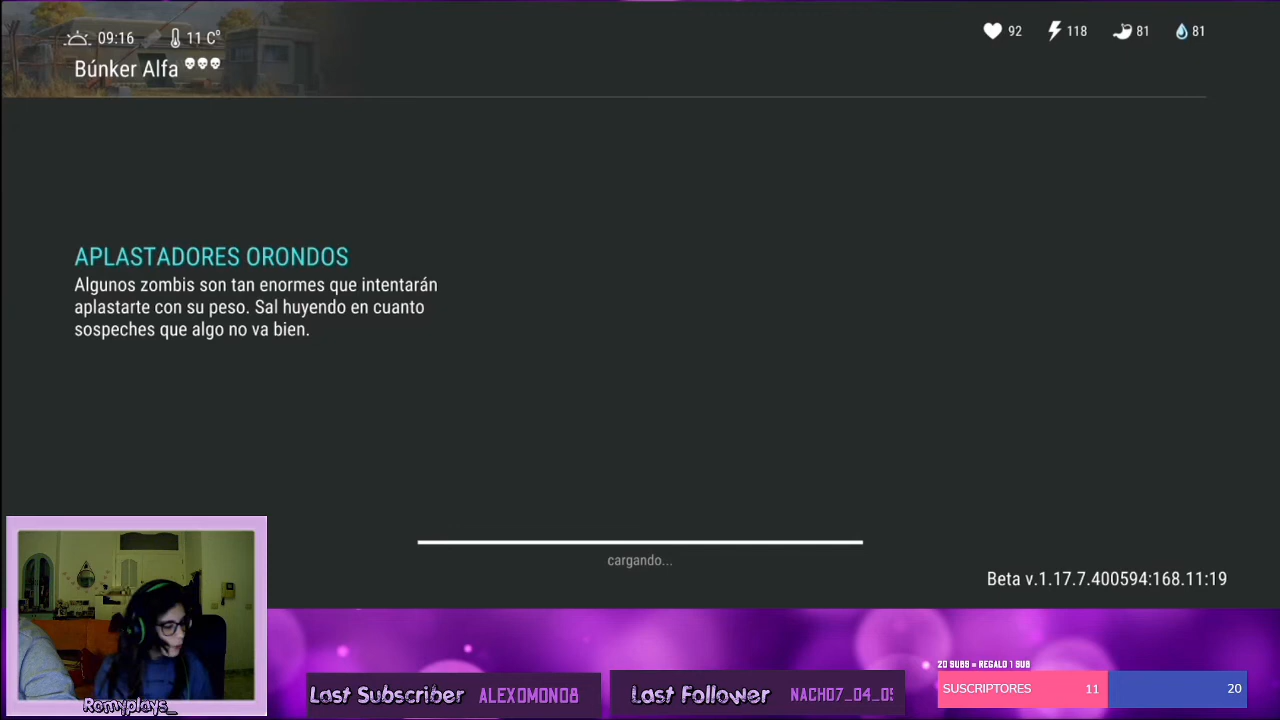 09:16 11 Cº
Búnker Alfa
92 118 81 81
APLASTADORES ORONDOS
Algunos zombis son tan enormes que intentarán
aplastarte con su peso. Sal huyendo en cuanto
sospeches que algo no va bien.
cargando...
Beta v.1.17.7.400594:168.11:19
Romyplays_
Last Subscriber ALEXOMON08
Last Follower NACHO7_04_05
20 SUBS = REGALO 1 SUB
SUSCRIPTORES 11 20